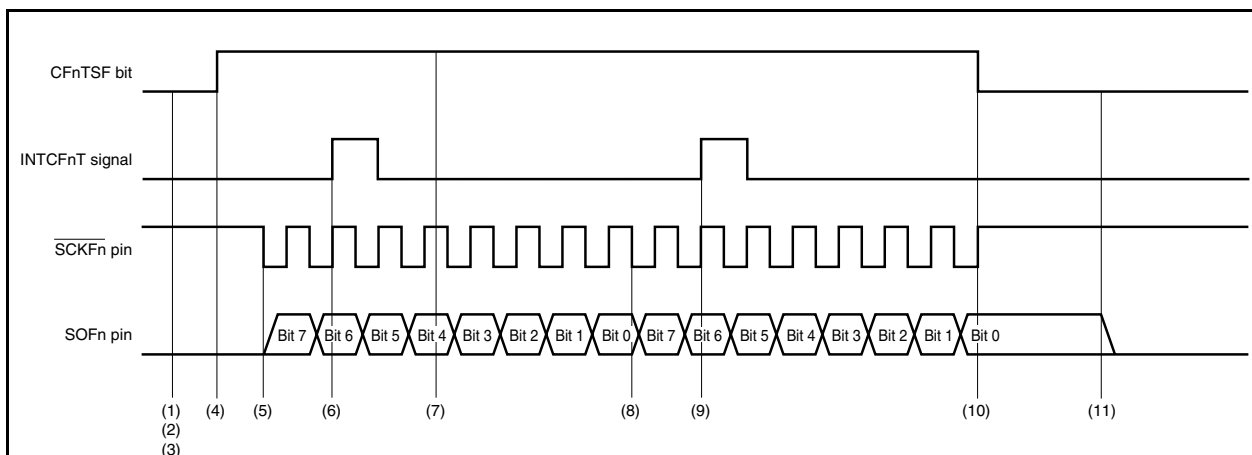 CFnTSF bit
INTCFnT signal
SCKFn pin
SOFn pin
Bit 7 Bit 6 Bit 5 Bit 4 Bit 3 Bit 2 Bit 1 Bit 0 Bit 7 Bit 6 Bit 5 Bit 4 Bit 3 Bit 2 Bit 1 Bit 0
(1) (4) (5) (6) (7) (8) (9) (10) (11)
(2)
(3)